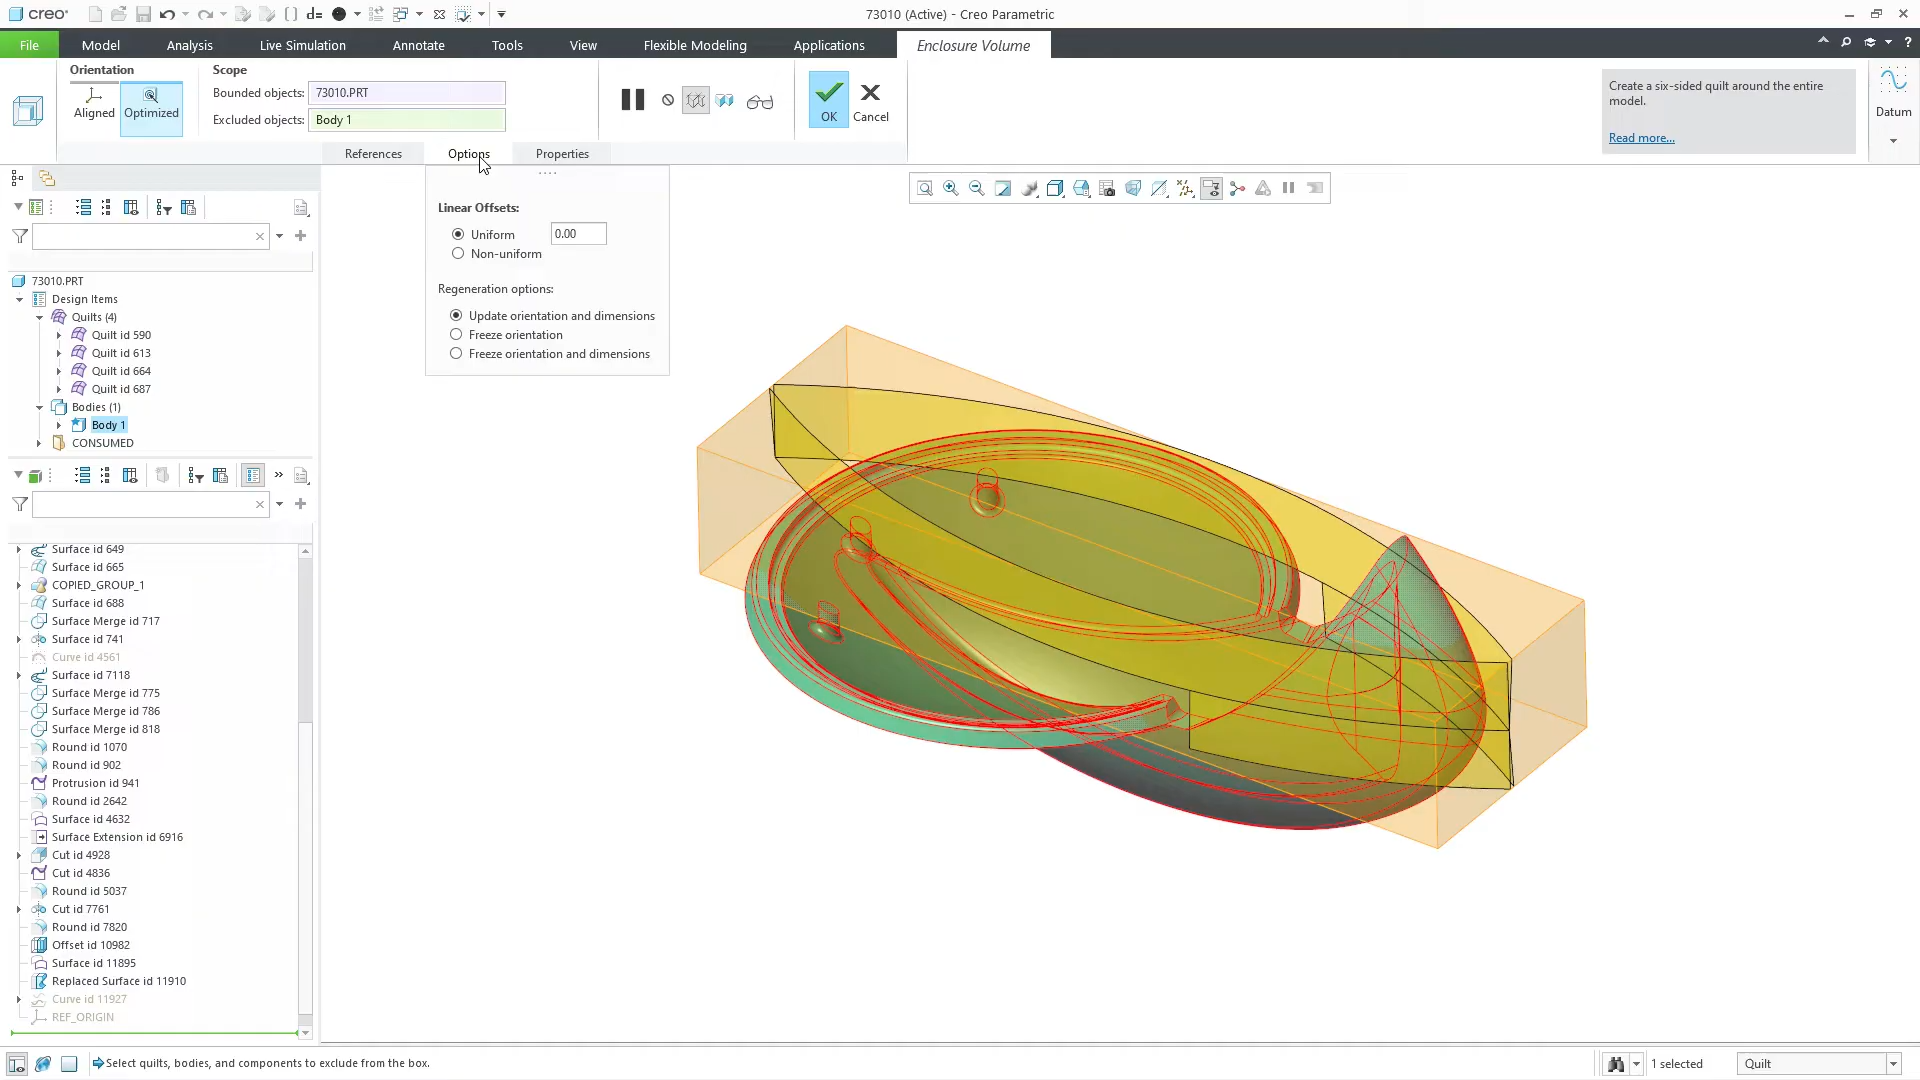 creo
d=
73010 (Active) - Creo Parametric
File
Model
Analysis
Live Simulation
Annotate
Tools
View
Flexible Modeling
Applications
Enclosure Volume
Orientation
Aligned
Optimized
Scope
Bounded objects:
73010.PRT
Excluded objects:
Body 1
OK
Cancel
Create a six-sided quilt around the entire
model.
Read more...
Datum
References
Options
Properties
Linear Offsets:
Uniform
0.00
Non-uniform
Regeneration options:
Update orientation and dimensions
Freeze orientation
Freeze orientation and dimensions
73010.PRT
Design Items
Quilts (4)
Quilt id 590
Quilt id 613
Quilt id 664
Quilt id 687
Bodies (1)
Body 1
CONSUMED
Surface id 649
Surface id 665
COPIED_GROUP_1
Surface id 688
Surface Merge id 717
Surface id 741
Curve id 4561
Surface id 7118
Surface Merge id 775
Surface Merge id 786
Surface Merge id 818
Round id 1070
Round id 902
Protrusion id 941
Round id 2642
Surface id 4632
Surface Extension id 6916
Cut id 4928
Cut id 4836
Round id 5037
Cut id 7761
Round id 7820
Offset id 10982
Surface id 11895
Replaced Surface id 11910
Curve id 11927
REF_ORIGIN
Select quilts, bodies, and components to exclude from the box.
1 selected
Quilt